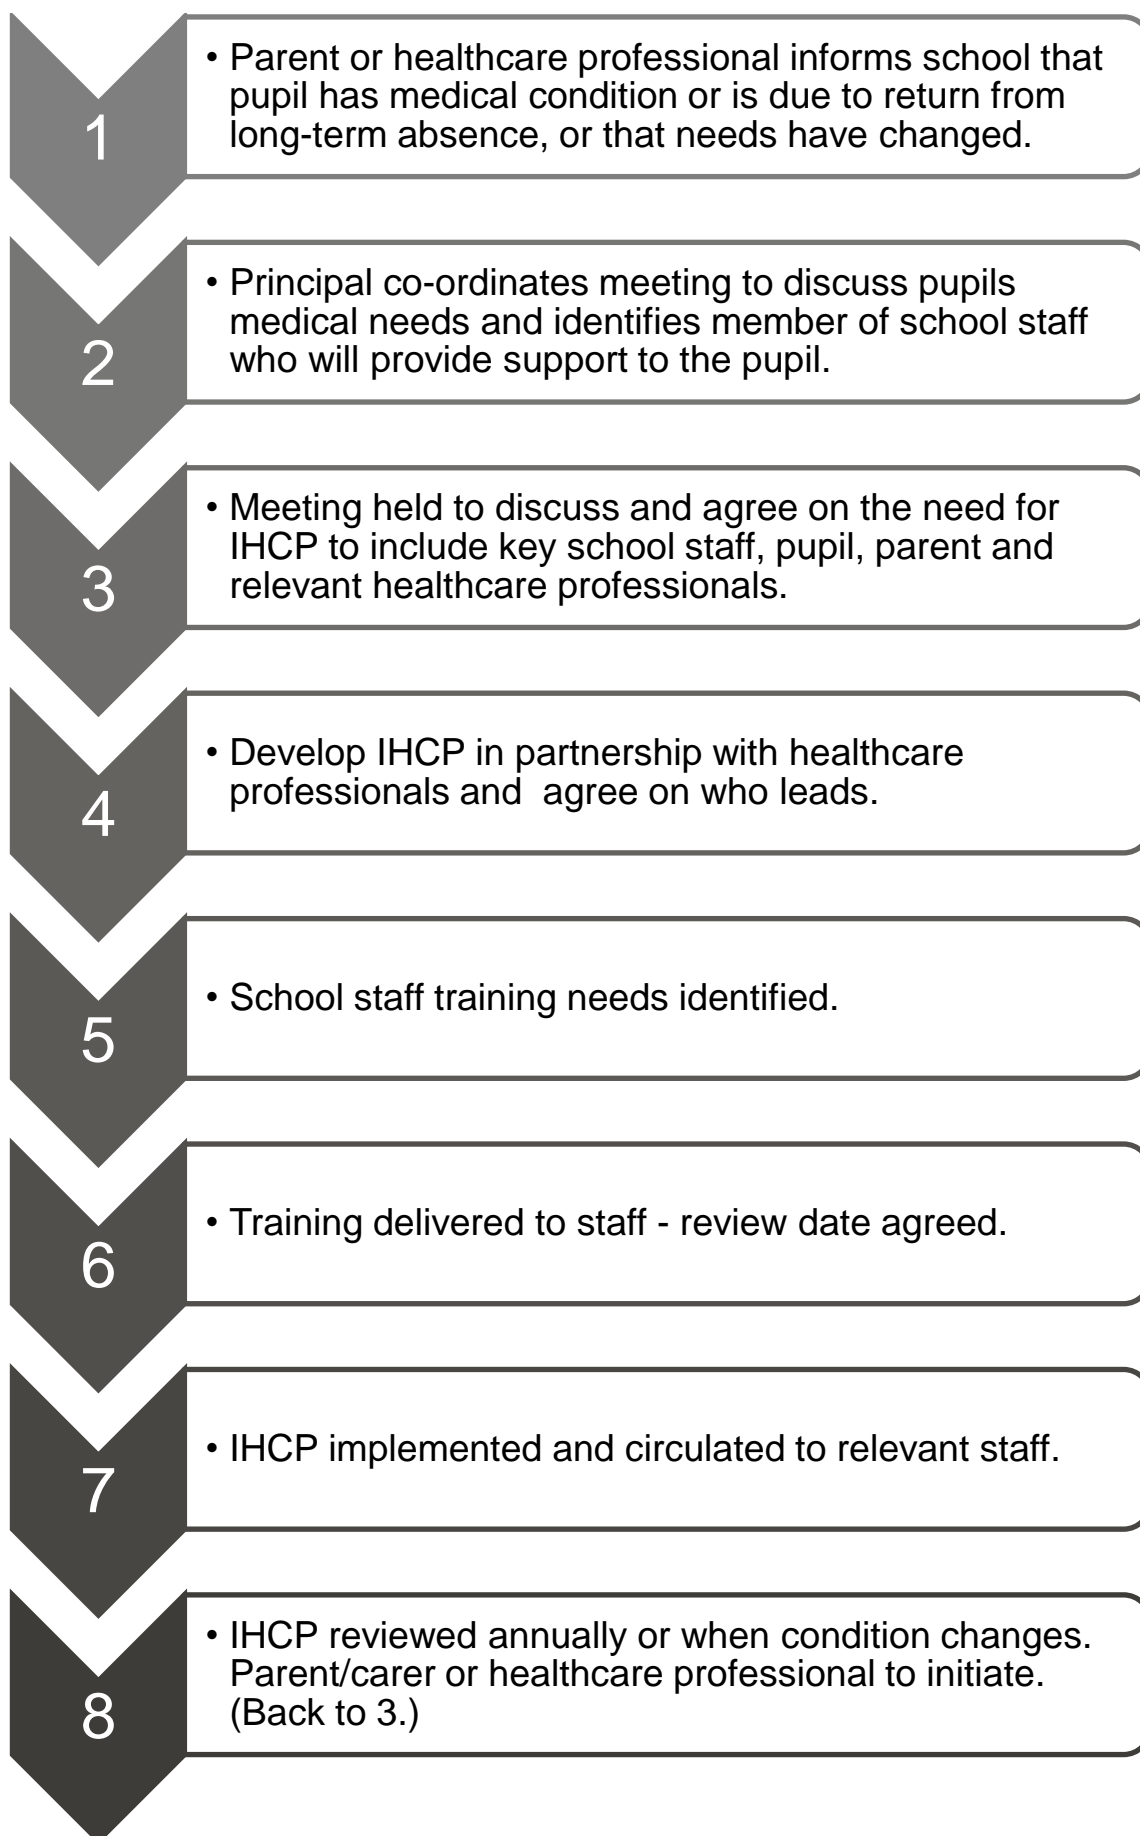 1
• Parent or healthcare professional informs school that
pupil has medical condition or is due to return from
long-term absence, or that needs have changed.
2
• Principal co-ordinates meeting to discuss pupils
medical needs and identifies member of school staff
who will provide support to the pupil.
3
• Meeting held to discuss and agree on the need for
IHCP to include key school staff, pupil, parent and
relevant healthcare professionals.
4
• Develop IHCP in partnership with healthcare
professionals and  agree on who leads.
5
• School staff training needs identified.
6
• Training delivered to staff - review date agreed.
7
• IHCP implemented and circulated to relevant staff.
8
• IHCP reviewed annually or when condition changes.
Parent/carer or healthcare professional to initiate.
(Back to 3.)